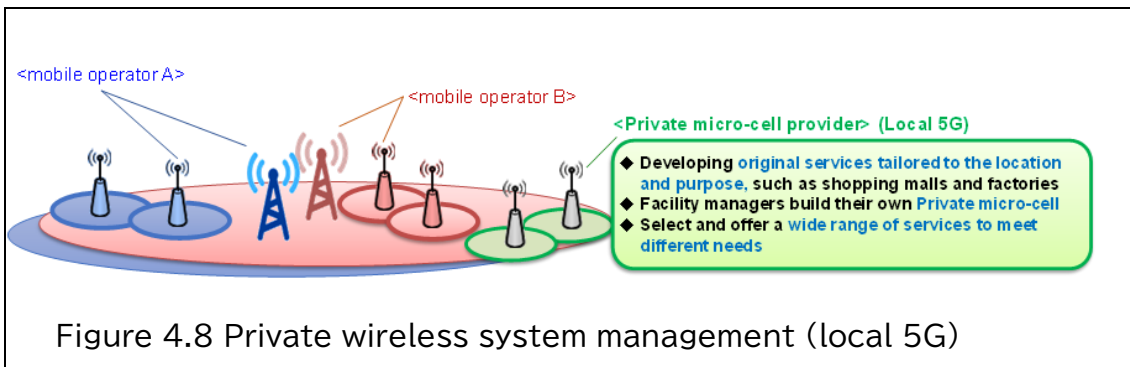 <mobile operator A>
<mobile operator B>
<Private micro-cell provider> (Local 5G)
◆ Developing original services tailored to the location
and purpose, such as shopping malls and factories
◆ Facility managers build their own Private micro-cell
◆ Select and offer a wide range of services to meet
different needs
Figure 4.8 Private wireless system management (local 5G)